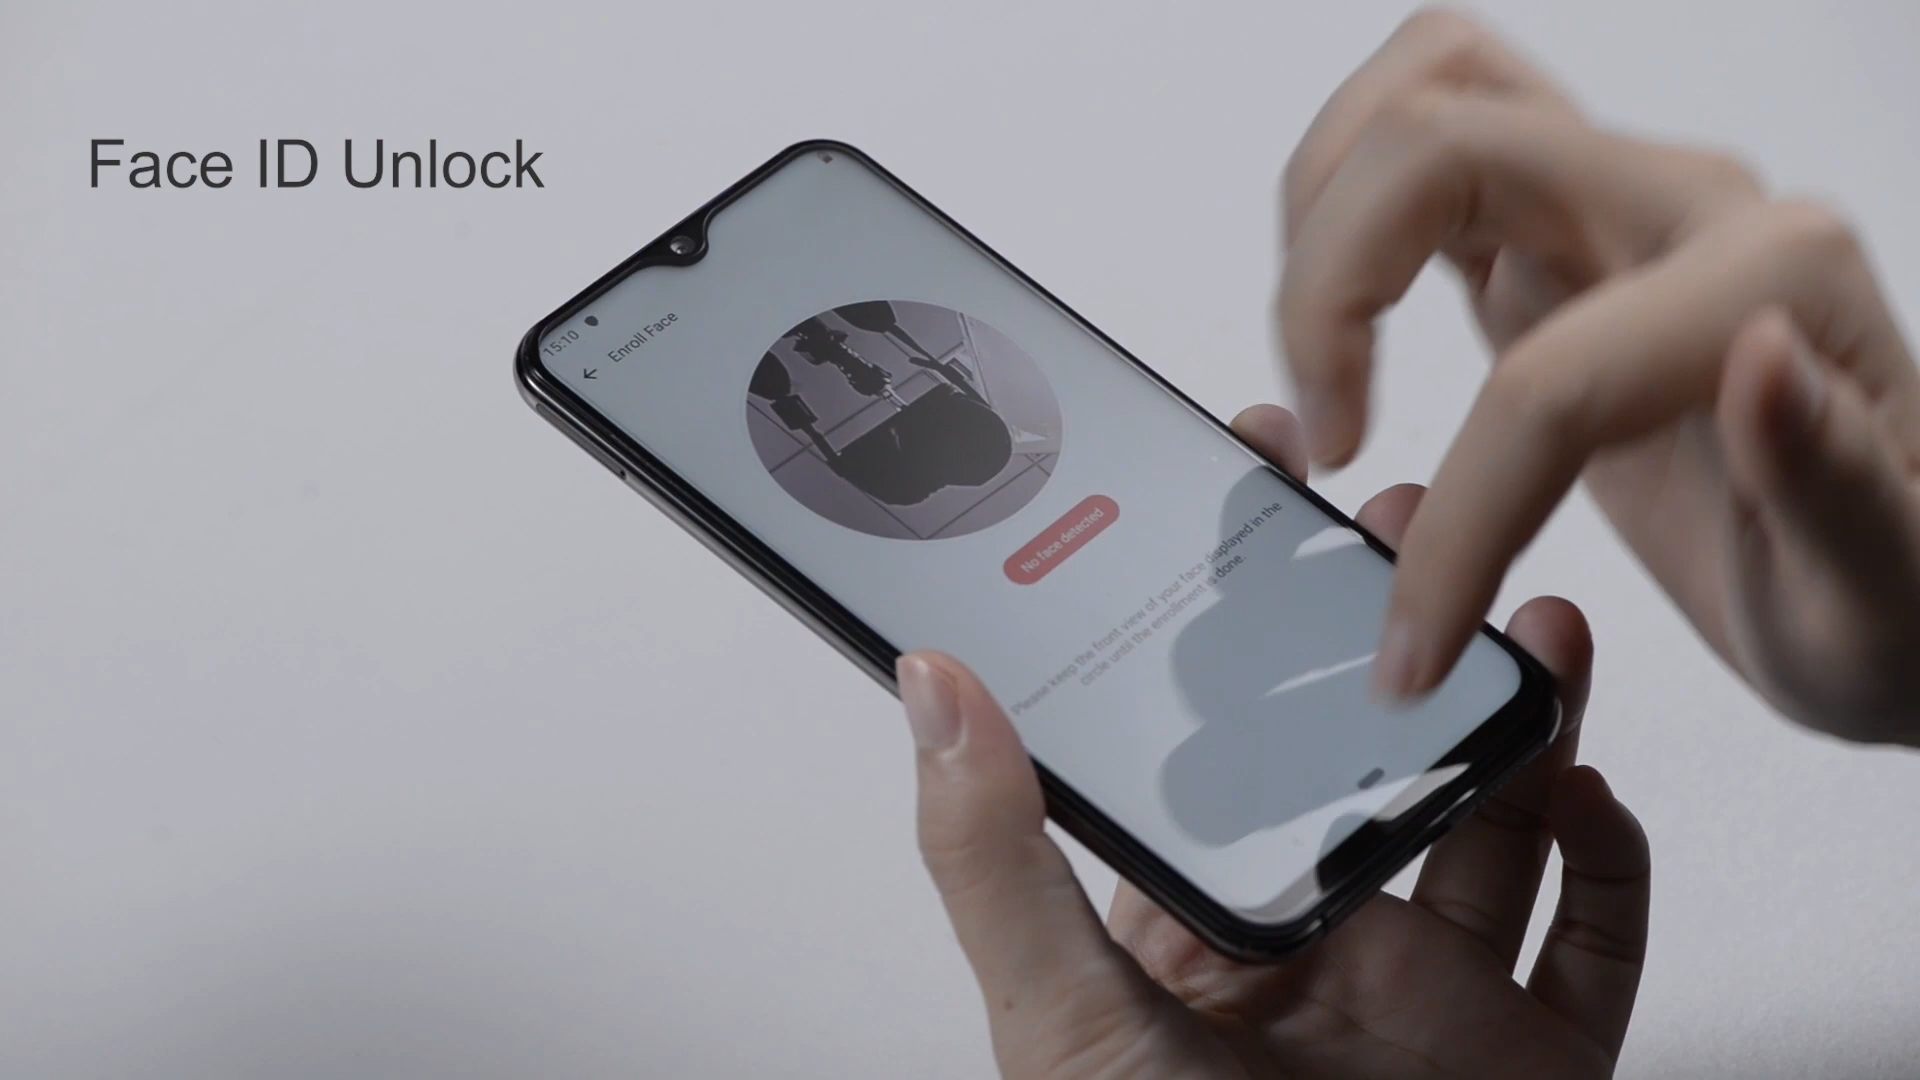 Face ID Unlock
15:10
Enroll Face
No face detected
Please keep the front view of your face displayed in the
circle until the enrollment is done.